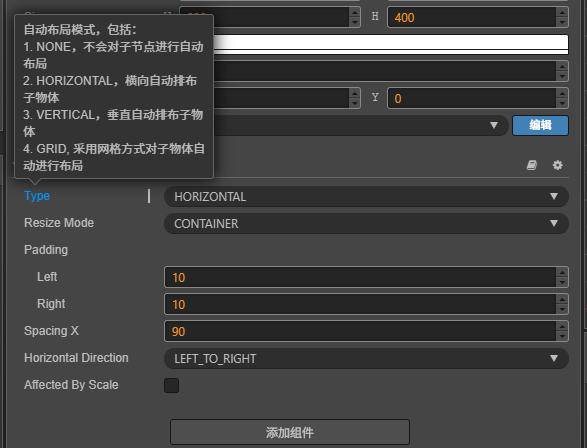 自动布局模式，包括：
1. NONE，不会对子节点进行自动
布局
2. HORIZONTAL，横向自动排布
子物体
3. VERTICAL，垂直自动排布子物
体
4. GRID, 采用网格方式对子物体自
动进行布局
H 400
Y 0
编辑
Type HORIZONTAL
Resize Mode CONTAINER
Padding
Left 10
Right 10
Spacing X 90
Horizontal Direction LEFT_TO_RIGHT
Affected By Scale
添加组件